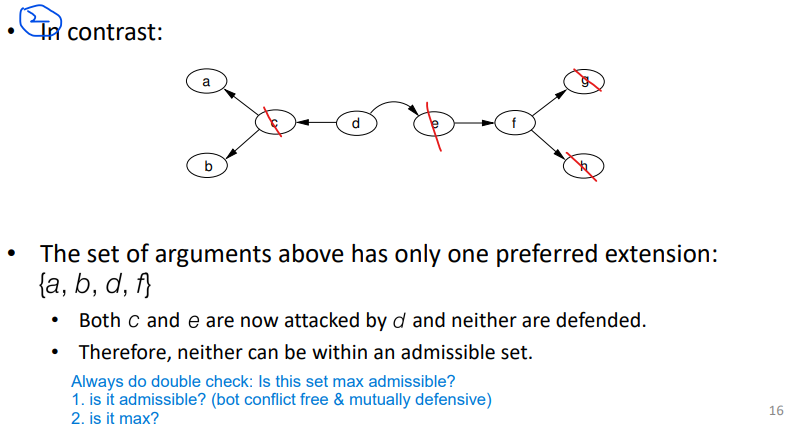 2
• In contrast:
a
g
c
d
e
f
b
h
• The set of arguments above has only one preferred extension:
{a, b, d, f}
• Both c and e are now attacked by d and neither are defended.
• Therefore, neither can be within an admissible set.
Always do double check: Is this set max admissible?
1. is it admissible? (bot conflict free & mutually defensive)
2. is it max?
16